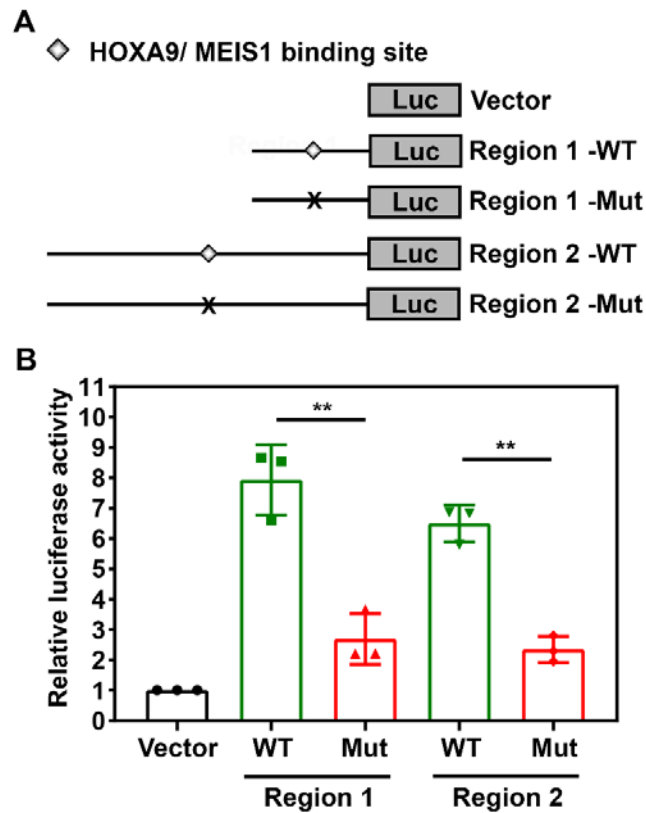 A
HOXA9/ MEIS1 binding site
Luc Vector
Luc Region 1 -WT
Luc Region 1 -Mut
X
Luc Region 2 -WT
Luc Region 2 -Mut
X
B
Relative luciferase activity
11
10
9
8
7
6
5
4
3
2
1
0
**
**
Vector WT Mut WT Mut
Region 1 Region 2